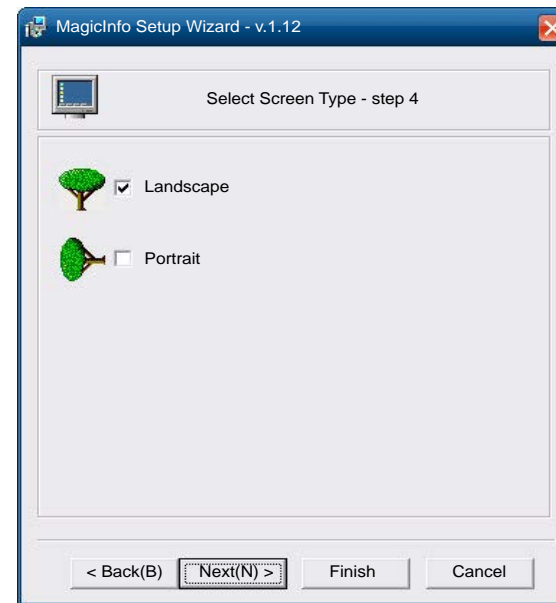 MagicInfo Setup Wizard - v.1.12
Select Screen Type - step 4
Landscape
Portrait
< Back(B) Next(N) > Finish Cancel